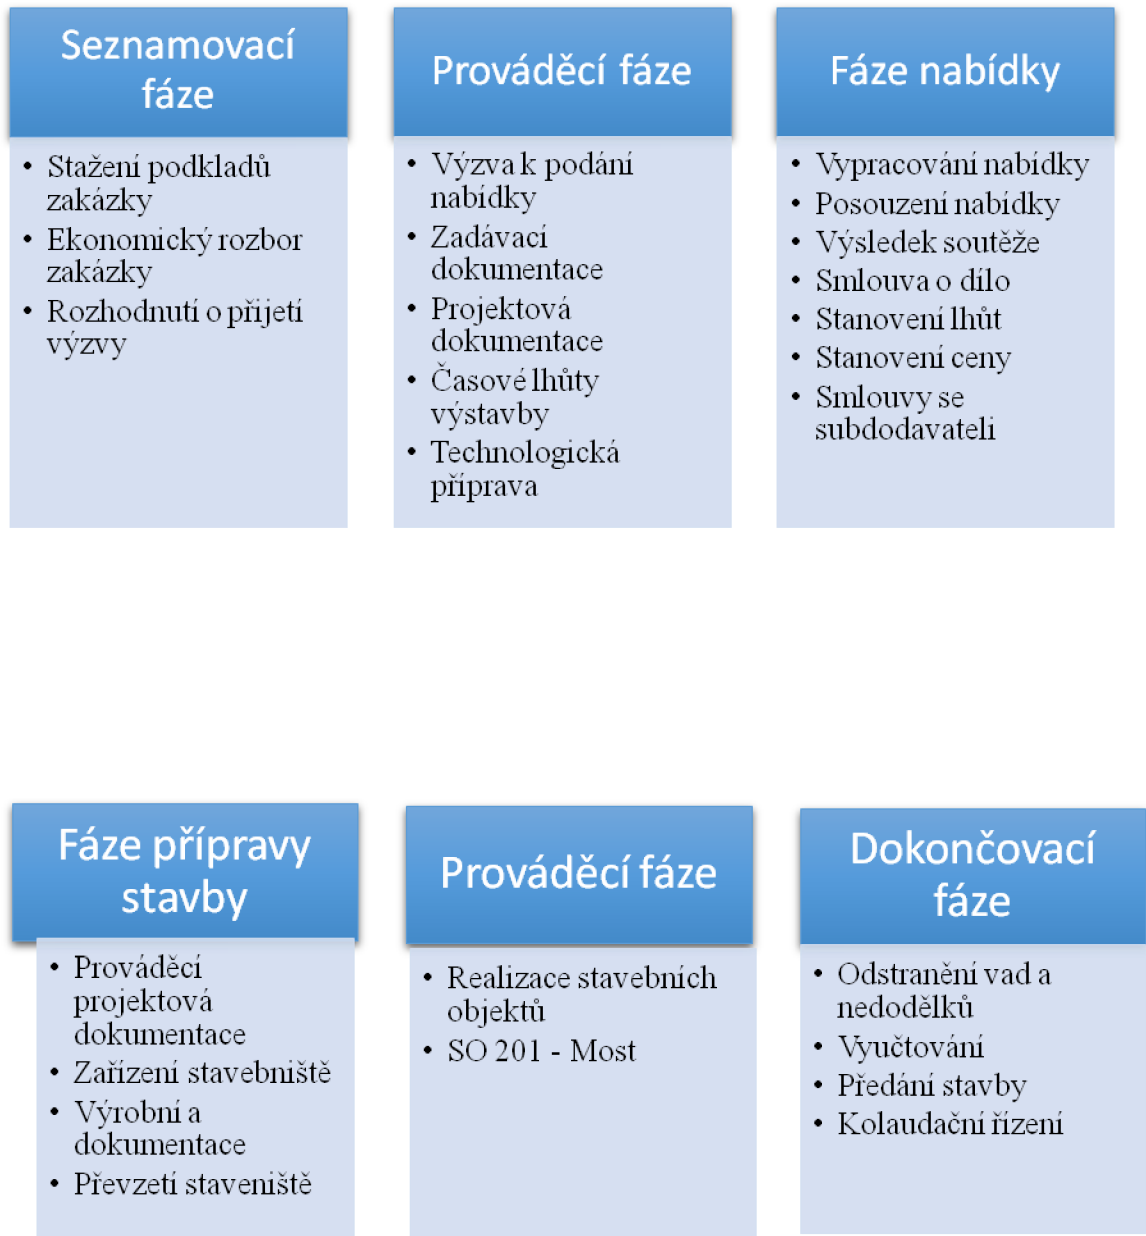 Seznamovací
fáze
• Stažení podkladů
zakázky
• Ekonomický rozbor
zakázky
• Rozhodnutí o přijetí
výzvy
Prováděcí fáze
• Výzva k podání
nabídky
• Zadávací
dokumentace
• Projektová
dokumentace
• Časové lhůty
výstavby
• Technologická
příprava
Fáze nabídky
• Vypracování nabídky
• Posouzení nabídky
• Výsledek soutěže
• Smlouva o dílo
• Stanovení lhůt
• Stanovení ceny
• Smlouvy se
subdodavateli
Fáze přípravy
stavby
• Prováděcí
projektová
dokumentace
• Zařízení stavebniště
• Výrobní a
dokumentace
• Převzetí staveniště
Prováděcí fáze
• Realizace stavebních
objektů
• SO 201 - Most
Dokončovací
fáze
• Odstranění vad a
nedodělků
• Vyučtování
• Předání stavby
• Kolaudační řízení